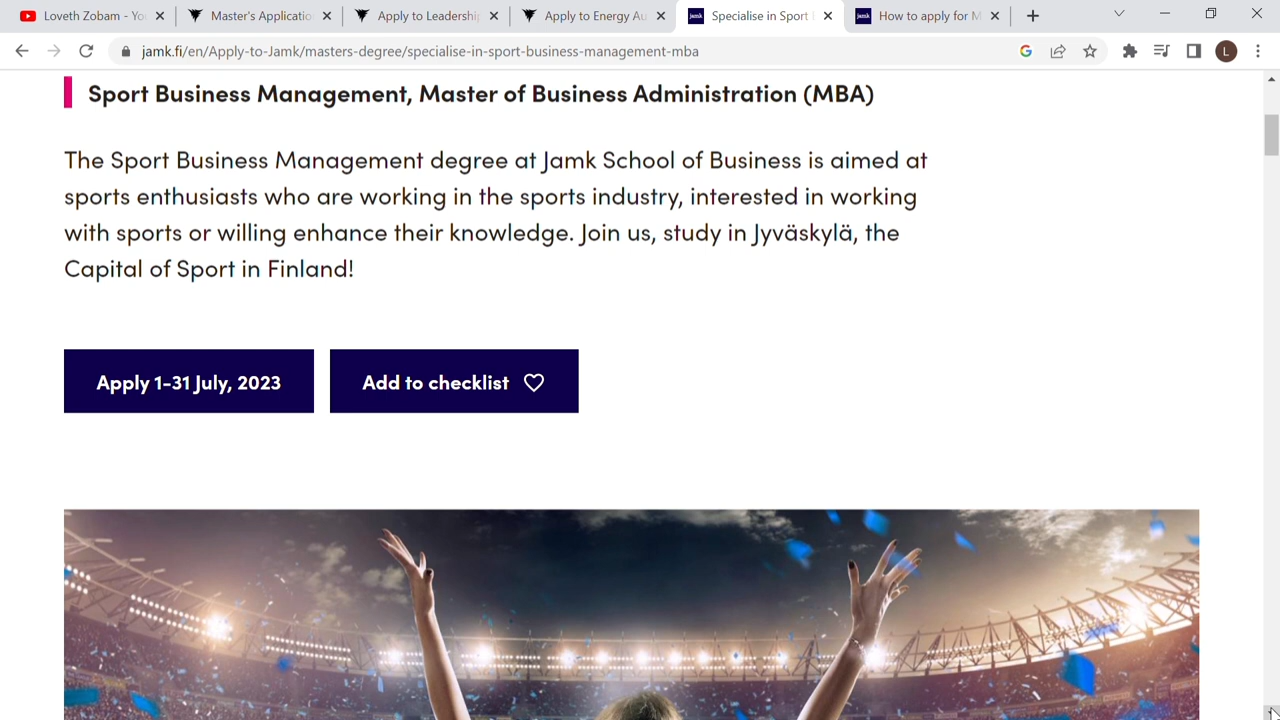 Loveth Zobam - Yo
Master's Applicatio
Apply to Leadership
Apply to Energy Au
Specialise in Sport
How to apply for M
jamk.fi/en/Apply-to-Jamk/masters-degree/specialise-in-sport-business-management-mba
L
Sport Business Management, Master of Business Administration (MBA)
The Sport Business Management degree at Jamk School of Business is aimed at
sports enthusiasts who are working in the sports industry, interested in working
with sports or willing enhance their knowledge. Join us, study in Jyväskylä, the
Capital of Sport in Finland!
Apply 1-31 July, 2023
Add to checklist